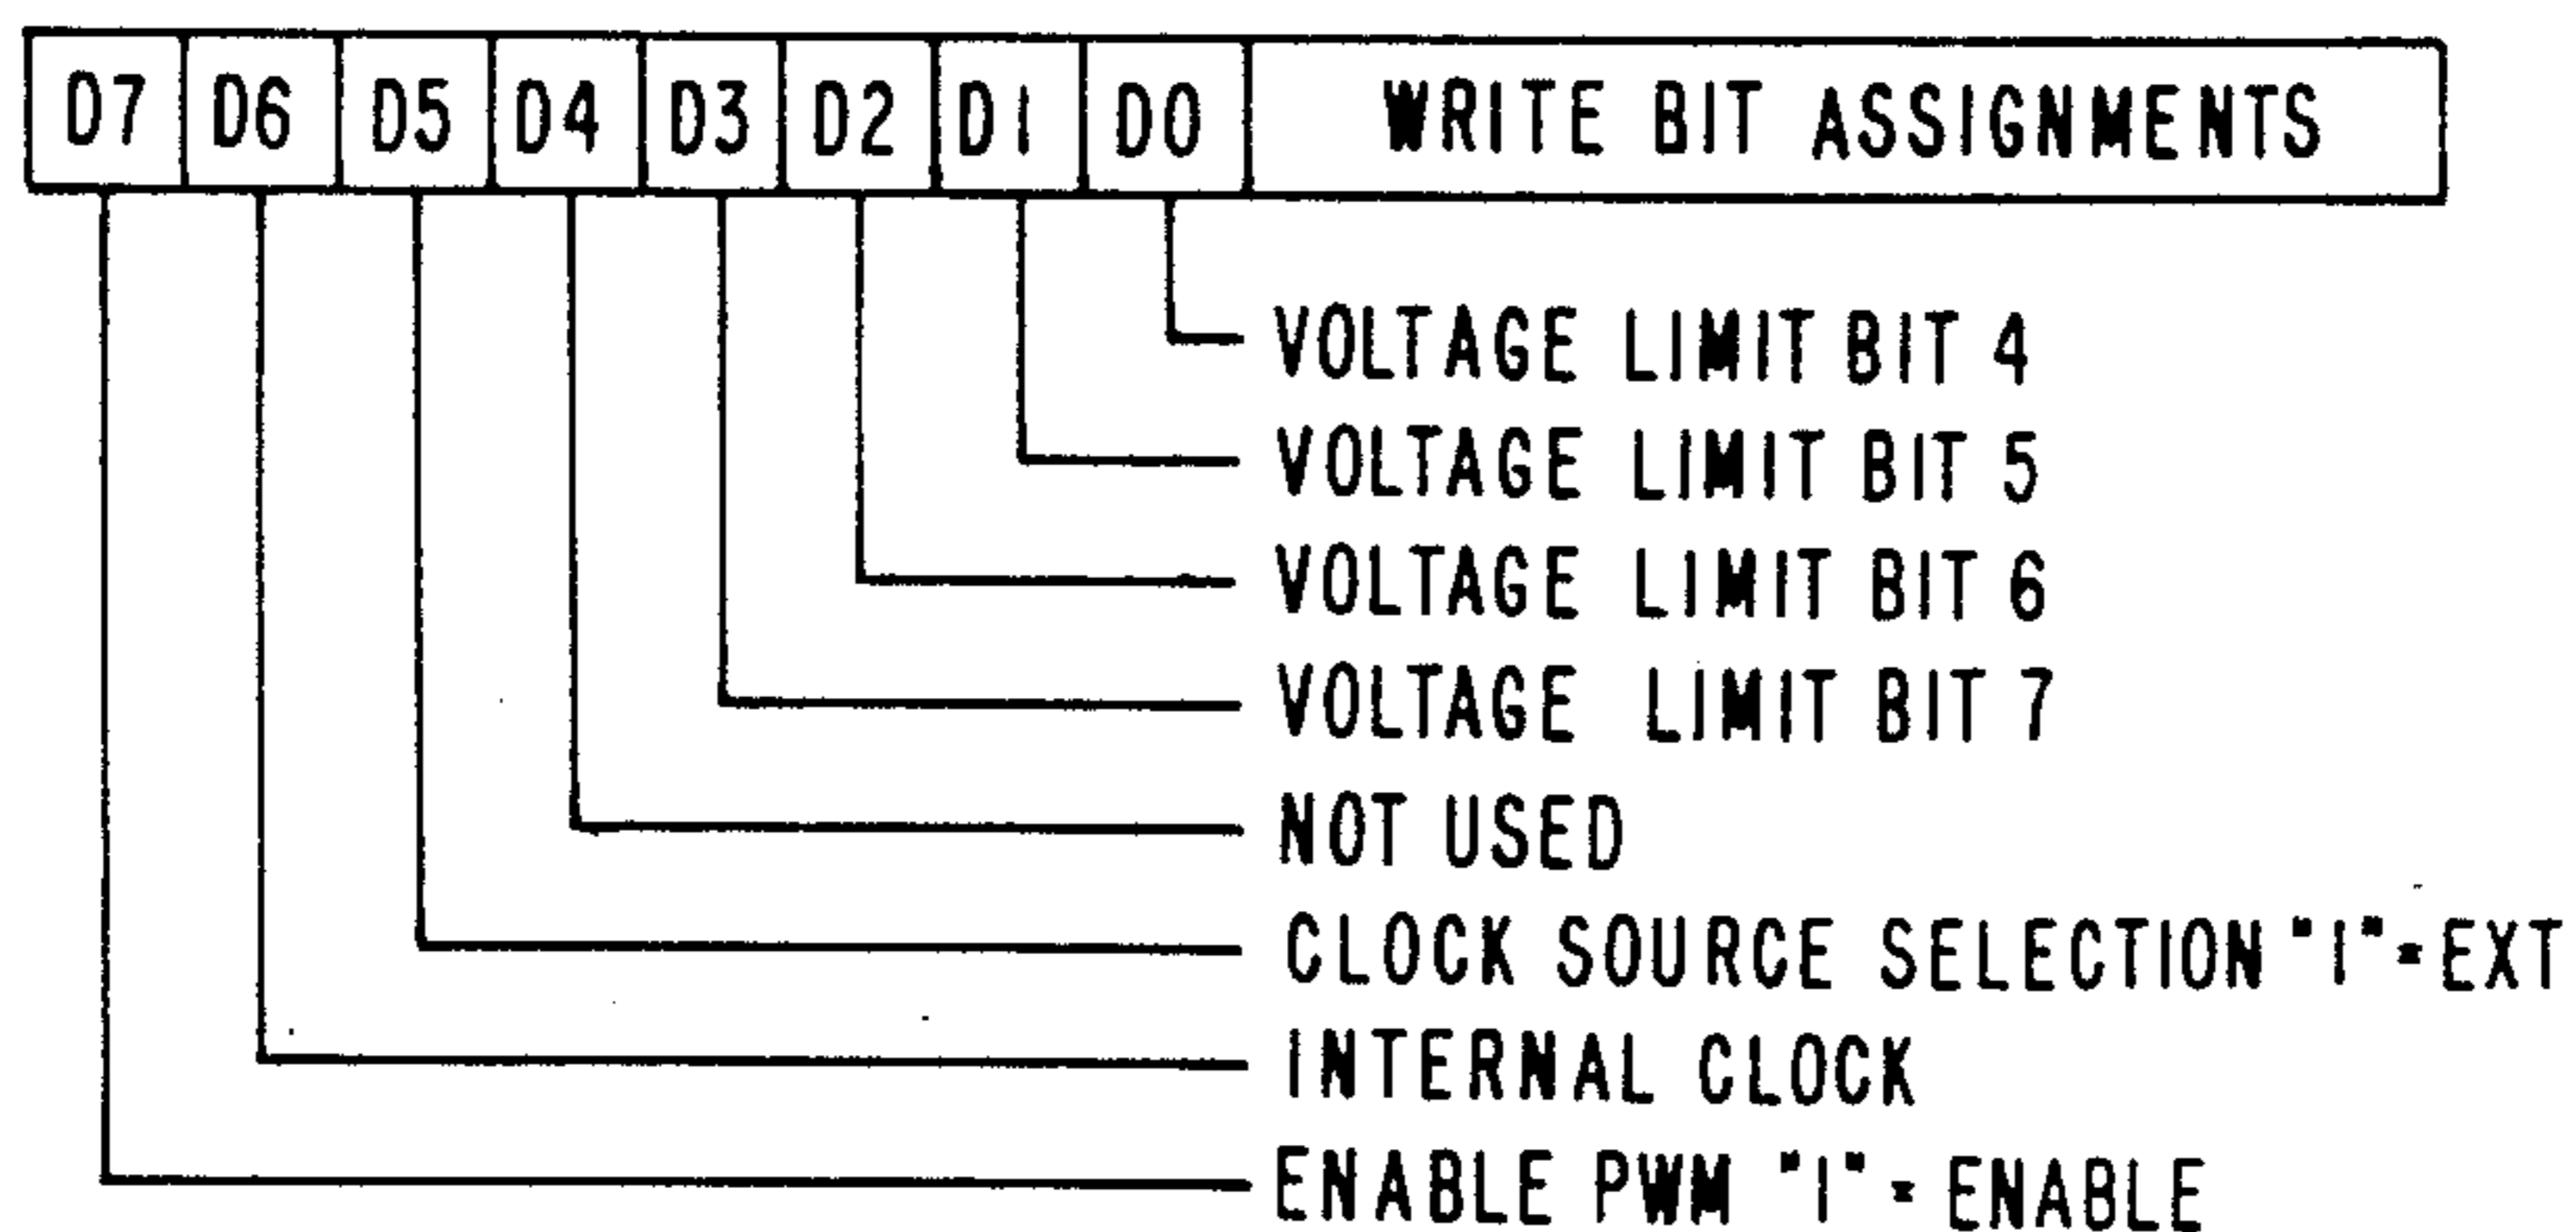 D7 D6 D5 D4 D3 D2 D1 D0 WRITE BIT ASSIGNMENTS
VOLTAGE LIMIT BIT 4
VOLTAGE LIMIT BIT 5
VOLTAGE LIMIT BIT 6
VOLTAGE LIMIT BIT 7
NOT USED
CLOCK SOURCE SELECTION "1"=EXT
INTERNAL CLOCK
ENABLE PWM "1"= ENABLE